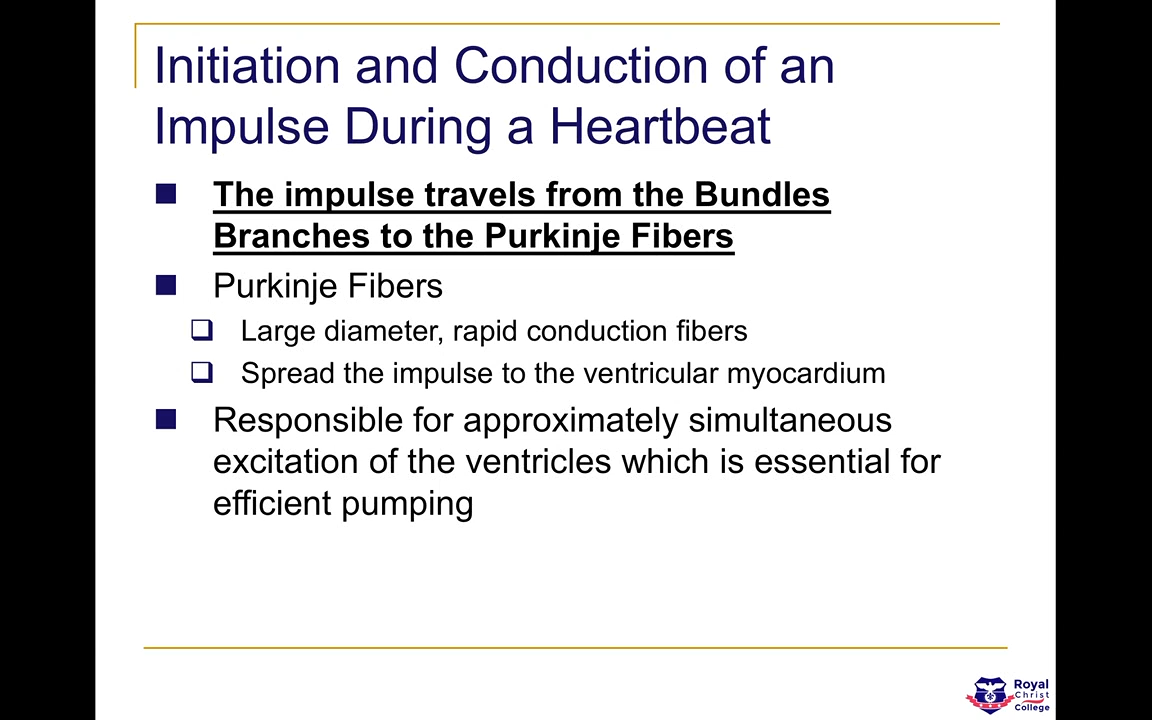 Initiation and Conduction of an
Impulse During a Heartbeat
The impulse travels from the Bundles
Branches to the Purkinje Fibers
Purkinje Fibers
Large diameter, rapid conduction fibers
Spread the impulse to the ventricular myocardium
Responsible for approximately simultaneous
excitation of the ventricles which is essential for
efficient pumping
Royal
Christ
College